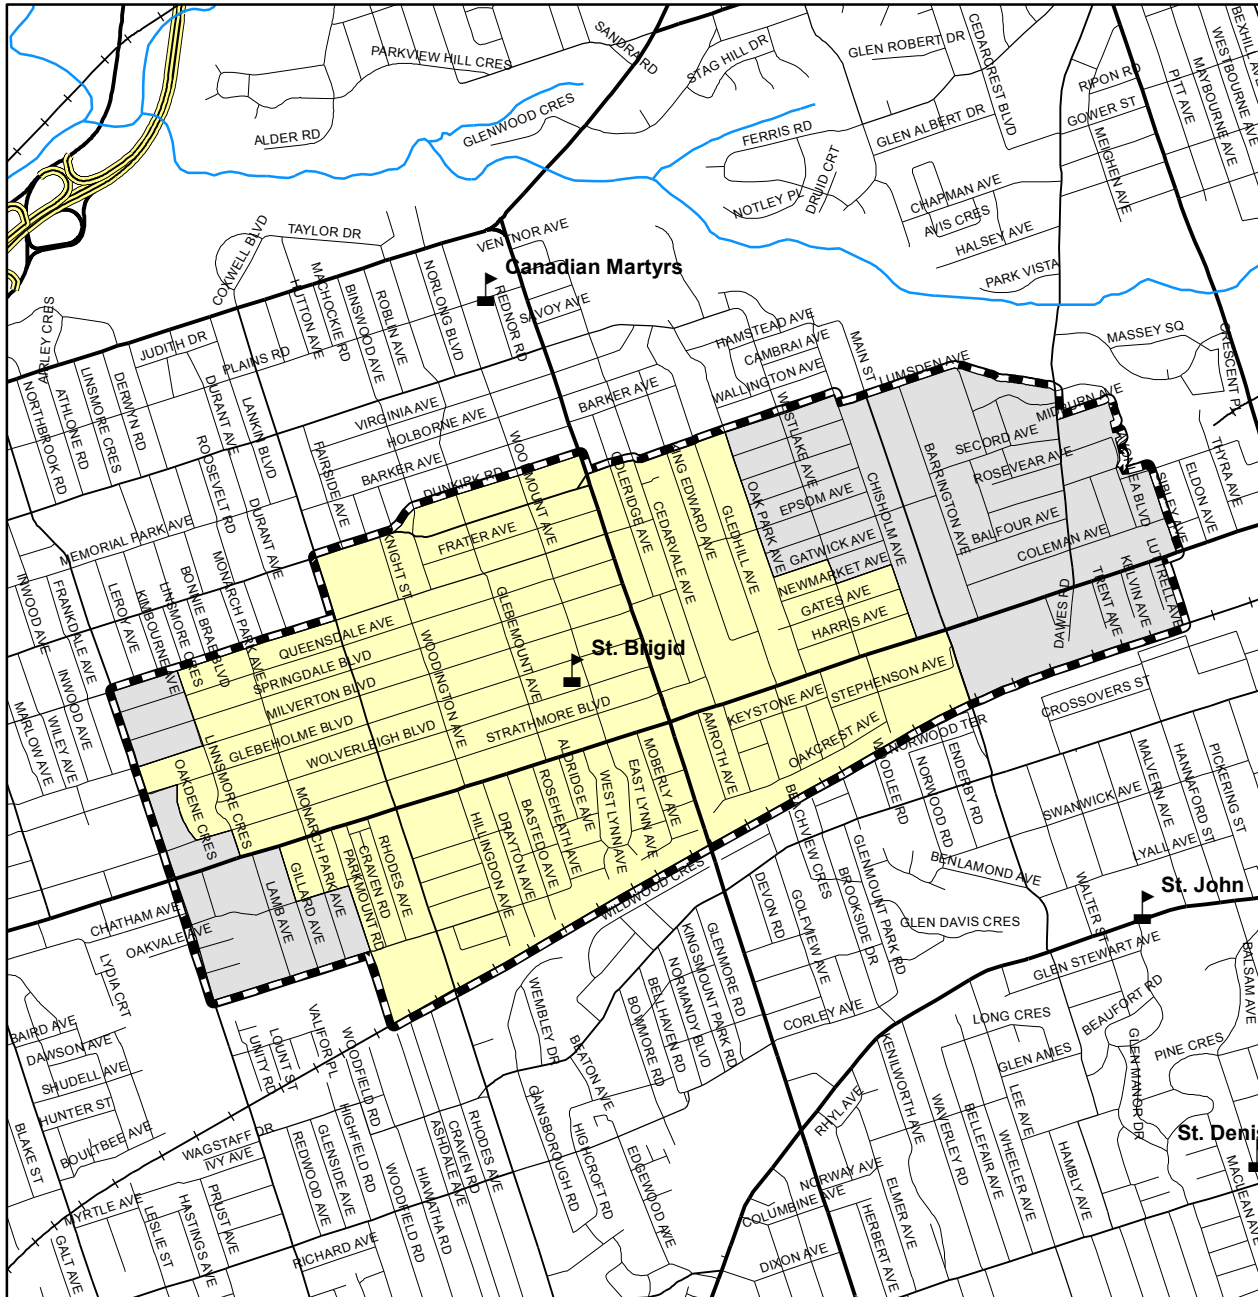 PARKVIEW HILL CRES
SANDRA RD
STAG HILL DR
GLEN ROBERT DR
CEDARCREST BLVD
RIPON RD
GOWER ST
PITT AVE
MAYBOURNE AVE
WESTBOURNE AVE
BEXHILL AVE
ALDER RD
GLENWOOD CRES
FERRIS RD
GLEN ALBERT DR
MEIGHEN AVE
NOTLEY PL
DRUID CRT
CHAPMAN AVE
AVIS CRES
HALSEY AVE
PARK VISTA
COXWELL BLVD
TAYLOR DR
VENTNOR AVE
Canadian Martyrs
REDNOR RD
SAVOY AVE
NORLONG BLVD
ROBLIN AVE
BINSWOOD AVE
MACHOCKIE RD
HUTTON AVE
AIRLEY CRES
JUDITH DR
PLAINS RD
HAMSTEAD AVE
CAMBRAI AVE
WALLINGTON AVE
MAIN ST
LUMSDEN AVE
MASSEY SQ
CRESCENT PL
NORTHBROOK RD
ATHLONE RD
LINSMORE CRES
DERWYN RD
DURANT AVE
LANKIN BLVD
VIRGINIA AVE
HOLBORNE AVE
BARKER AVE
BARKER AVE
DUNKIRK RD
WOODMOUNT AVE
FAIRSIDE AVE
ROOSEVELT RD
DURANT AVE
MEMORIAL PARK AVE
MONARCH PARK AVE
BONNIE BRAE BLVD
LINSMORE CRES
KIMBOURNE AVE
LEROY AVE
FRANKDALE AVE
INWOOD AVE
INWOOD AVE
WILEY AVE
MARLOW AVE
KNIGHT ST
FRATER AVE
COLERIDGE AVE
CEDARVALE AVE
KING EDWARD AVE
GLEDHILL AVE
OAK PARK AVE
WESTLAKE AVE
EPSOM AVE
GATWICK AVE
NEWMARKET AVE
GATES AVE
HARRIS AVE
CHISHOLM AVE
BARRINGTON AVE
SECORD AVE
ROSEVEAR AVE
MIDBURN AVE
BALFOUR AVE
COLEMAN AVE
DAWES RD
TRENT AVE
KELVIN AVE
LUTTRELL AVE
SIBLEY AVE
ELDON AVE
THYRA AVE
QUEENSDALE AVE
SPRINGDALE BLVD
MILVERTON BLVD
GLEBEHOLME BLVD
WOLVERLEIGH BLVD
WOODINGTON AVE
GLEBEMOUNT AVE
St. Brigid
STRATHMORE BLVD
KEYSTONE AVE
STEPHENSON AVE
AMROTH AVE
OAKCREST AVE
NORWOOD TER
CROSSOVERS ST
OAKDENE CRES
LINNSMORE CRES
MONARCH PARK AVE
GILLARD AVE
LAMB AVE
PARKMOUNT RD
CRAVEN RD
RHODES AVE
HILLINGDON AVE
DRAYTON AVE
BASTEDO AVE
ROSEHEATH AVE
ALDRIDGE AVE
WEST LYNN AVE
EAST LYNN AVE
MOBERLY AVE
WILDWOOD CRES
BEACHVIEW CRES
WOODLEE RD
NORWOOD RD
ENDERBY RD
SWANWICK AVE
MALVERN AVE
HANNAFORD ST
PICKERING ST
LYALL AVE
BENLAMOND AVE
WALTER ST
St. John
GLEN DAVIS CRES
GLEN STEWART AVE
BALSAM AVE
CHATHAM AVE
OAKVALE AVE
LYDIA CRT
DEVON RD
GOLFVIEW AVE
BROOKSIDE DR
GLENMOUNT PARK RD
CORLEY AVE
GLENMORE RD
KINGSMOUNT PARK RD
NORMANDY BLVD
BELLHAVEN RD
BOWMORE RD
WEMBLEY DR
BEATON AVE
LONG CRES
BEAUFORT RD
GLEN AMES
GLEN MANOR DR
PINE CRES
BAIRD AVE
DAWSON AVE
SHUDELL AVE
HUNTER ST
BOULTBEE AVE
BLAKE ST
UNITY RD
LOUNT ST
VALIFOR PL
WOODFIELD RD
WAGSTAFF DR
IVY AVE
REDWOOD AVE
GLENSIDE AVE
HIGHFIELD RD
WOODFIELD RD
HIAWATHA RD
ASHDALE AVE
CRAVEN RD
RHODES AVE
GAINSBOROUGH RD
HIGHCROFT RD
EDGEWOOD AVE
RHYL AVE
KENILWORTH AVE
WAVERLEY RD
BELLEFAIR AVE
WHEELER AVE
LEE AVE
HAMBLY AVE
St. Denis
MACLEAN AVE
NORWAY AVE
COLUMBINE AVE
ELMER AVE
HERBERT AVE
DIXON AVE
MYRTLE AVE
GALT AVE
LESLIE ST
HASTINGS AVE
PRUST AVE
RICHARD AVE